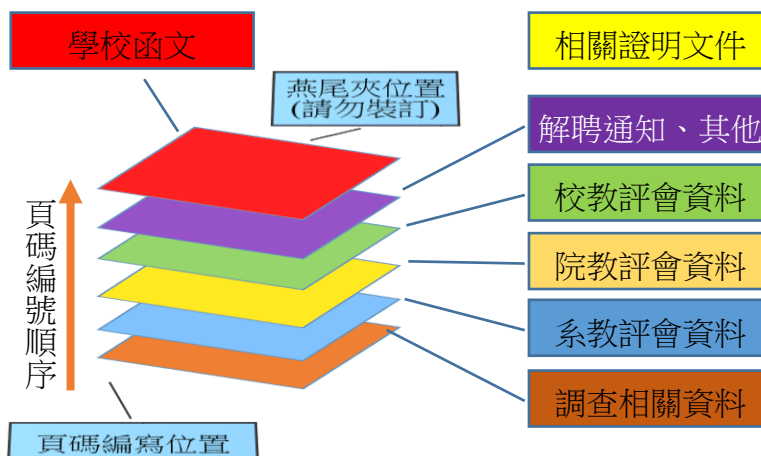 學校函文
相關證明文件
燕尾夾位置
(請勿裝訂)
解聘通知、其他
校教評會資料
頁碼編號順序
院教評會資料
系教評會資料
調查相關資料
頁碼編寫位置